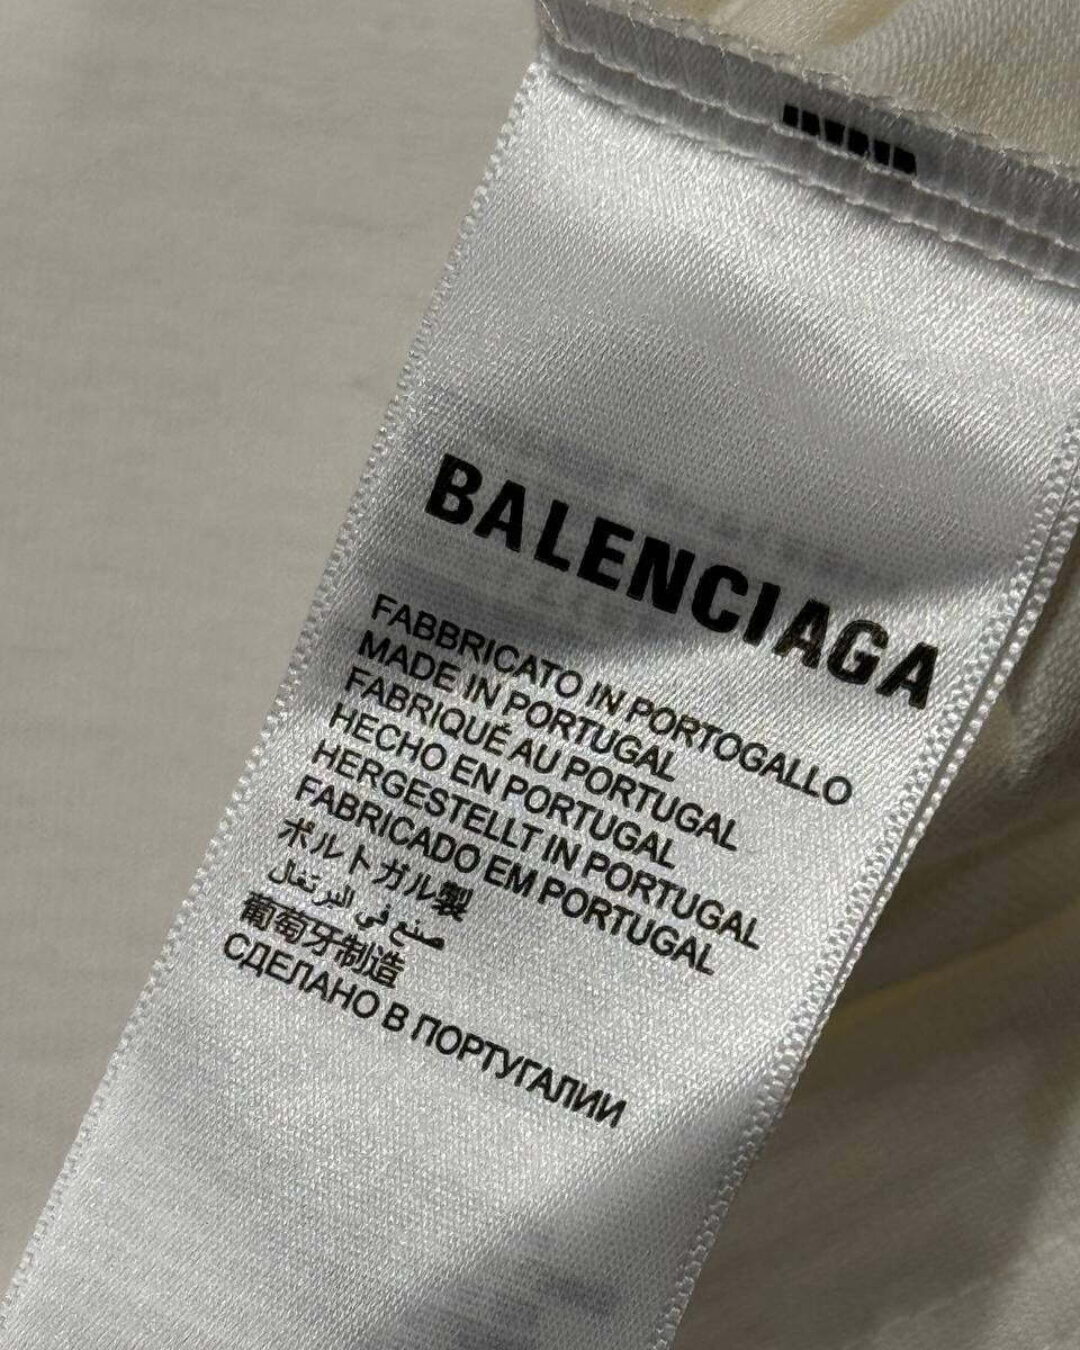 BALENCIAGA
FABBRICATO IN PORTOGALLO
MADE IN PORTUGAL
FABRIQUÉ AU PORTUGAL
HECHO EN PORTUGAL
HERGESTELLT IN PORTUGAL
FABRICADO EM PORTUGAL
ポルトガル製
صنع في البرتغال
葡萄牙制造
СДЕЛАНО В ПОРТУГАЛИИ